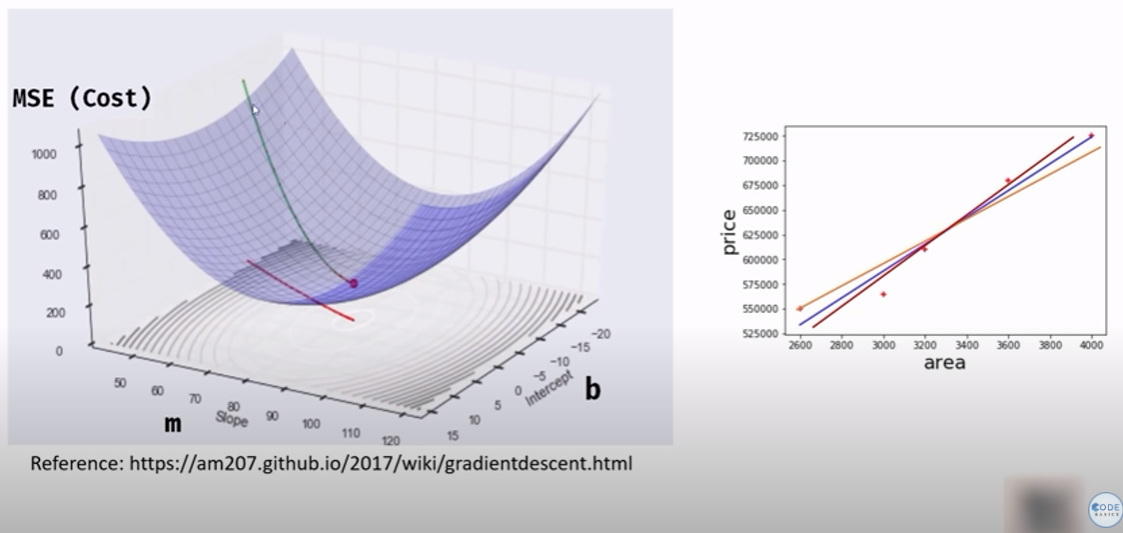 MSE (Cost)
1000
800
600
400
200
0
50
60
70
80
90
100
110
120
Slope
m
15
10
5
0
−5
−10
−15
−20
Intercept
b
725000
700000
675000
650000
625000
600000
575000
550000
525000
price
2600 2800 3000 3200 3400 3600 3800 4000
area
Reference: https://am207.github.io/2017/wiki/gradientdescent.html
CODE
BASICS